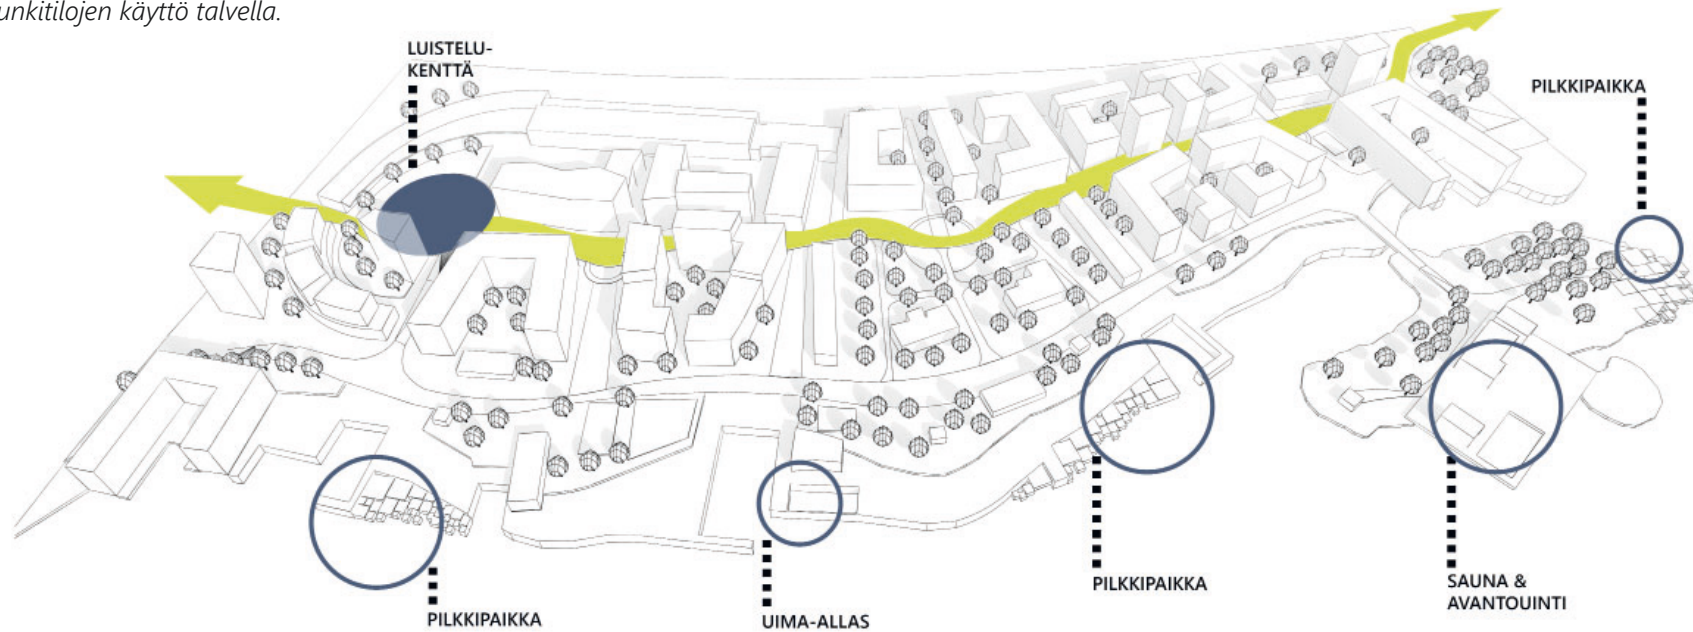 unkitilojen käyttö talvella.
LUISTELU-
KENTTÄ
PILKKIPAIKKA
PILKKIPAIKKA
SAUNA &
AVANTOUINTI
PILKKIPAIKKA
UIMA-ALLAS